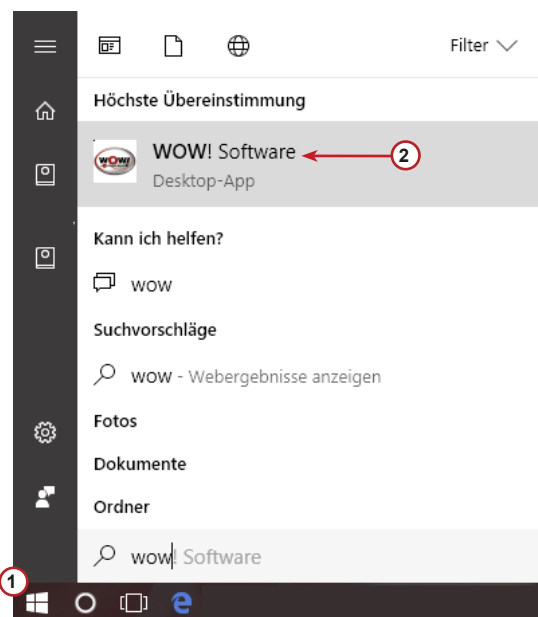 Filter
Höchste Übereinstimmung
WOW! Software
2
WOW!
Desktop-App
Kann ich helfen?
wow
Suchvorschläge
wow - Webergebnisse anzeigen
Fotos
Dokumente
Ordner
wow! Software
1